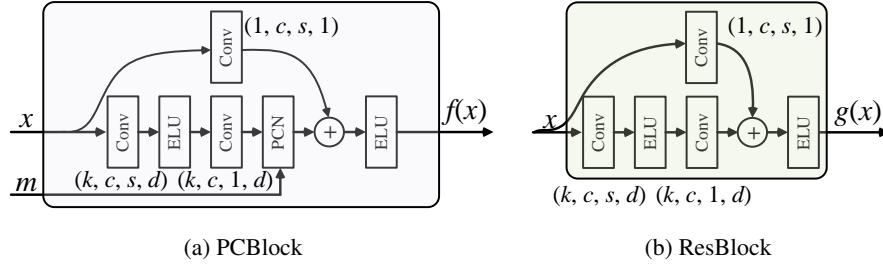 (1, c, s, 1)
Conv
x
Conv
ELU
Conv
PCN
+
ELU
f(x)
m
(k, c, s, d)
(k, c, 1, d)
(a) PCBlock
(1, c, s, 1)
Conv
x
Conv
ELU
Conv
+
ELU
g(x)
(k, c, s, d)
(k, c, 1, d)
(b) ResBlock